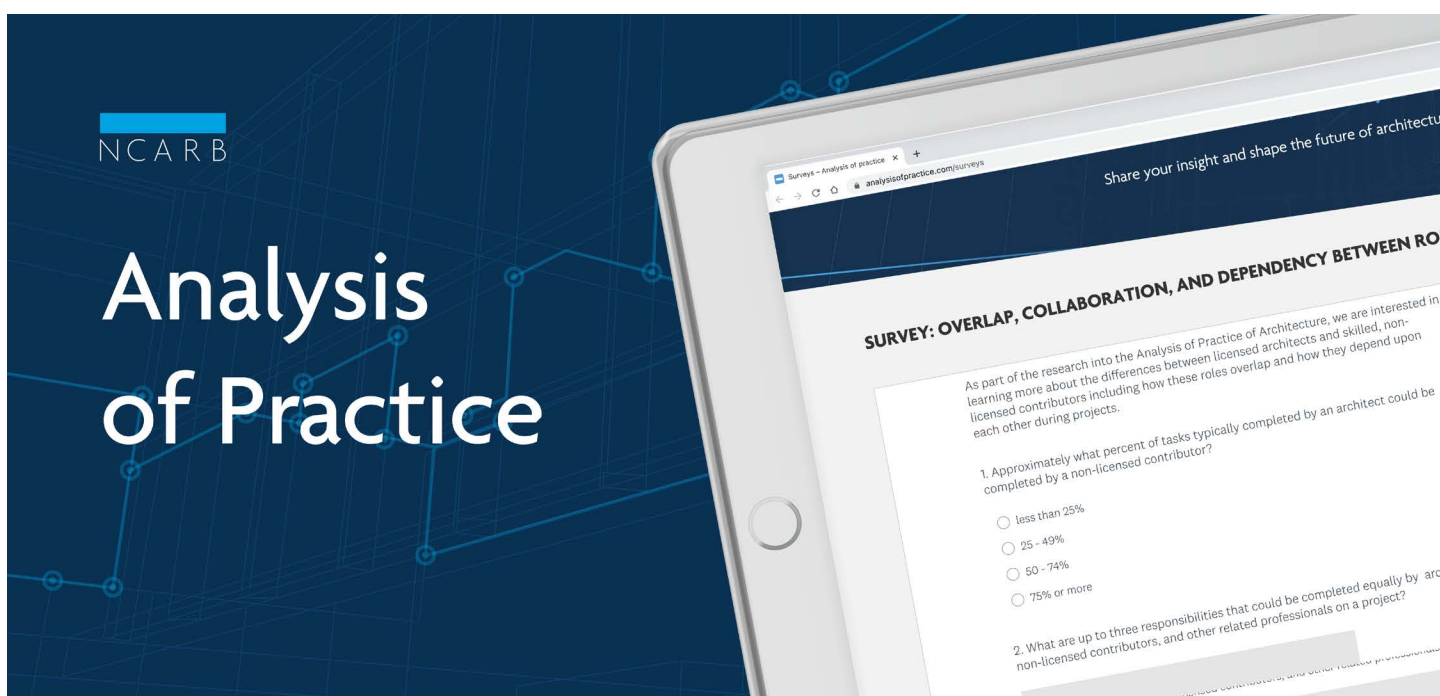 NCARB
Analysis
of Practice
Surveys – Analysis of practice
analysisofpractice.com/surveys
Share your insight and shape the future of
SURVEY: OVERLAP, COLLABORATION, AND DEPENDENCY BETWEEN
As part of the research into the Analysis of Practice of Architecture, we are interested in
learning more about the differences between licensed architects and skilled, non-
licensed contributors including how these roles overlap and how they depend upon
each other during projects.
1. Approximately what percent of tasks typically completed by an architect could be
completed by a non-licensed contributor?
less than 25%
25 - 49%
50 - 74%
75% or more
2. What are up to three responsibilities that could be completed equally by
non-licensed contributors, and other related professionals on a project?